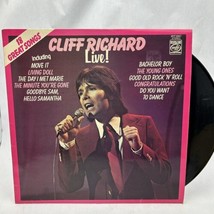 18 GREAT SONGS
CLIFF RICHARD
Live!
including
MOVE IT
LIVING DOLL
THE DAY I MET MARIE
THE MINUTE YOU'RE GONE
GOODBYE SAM,
HELLO SAMANTHA
BACHELOR BOY
THE YOUNG ONES
GOOD OLD ROCK'N'ROLL
CONGRATULATIONS
DO YOU WANT
TO DANCE